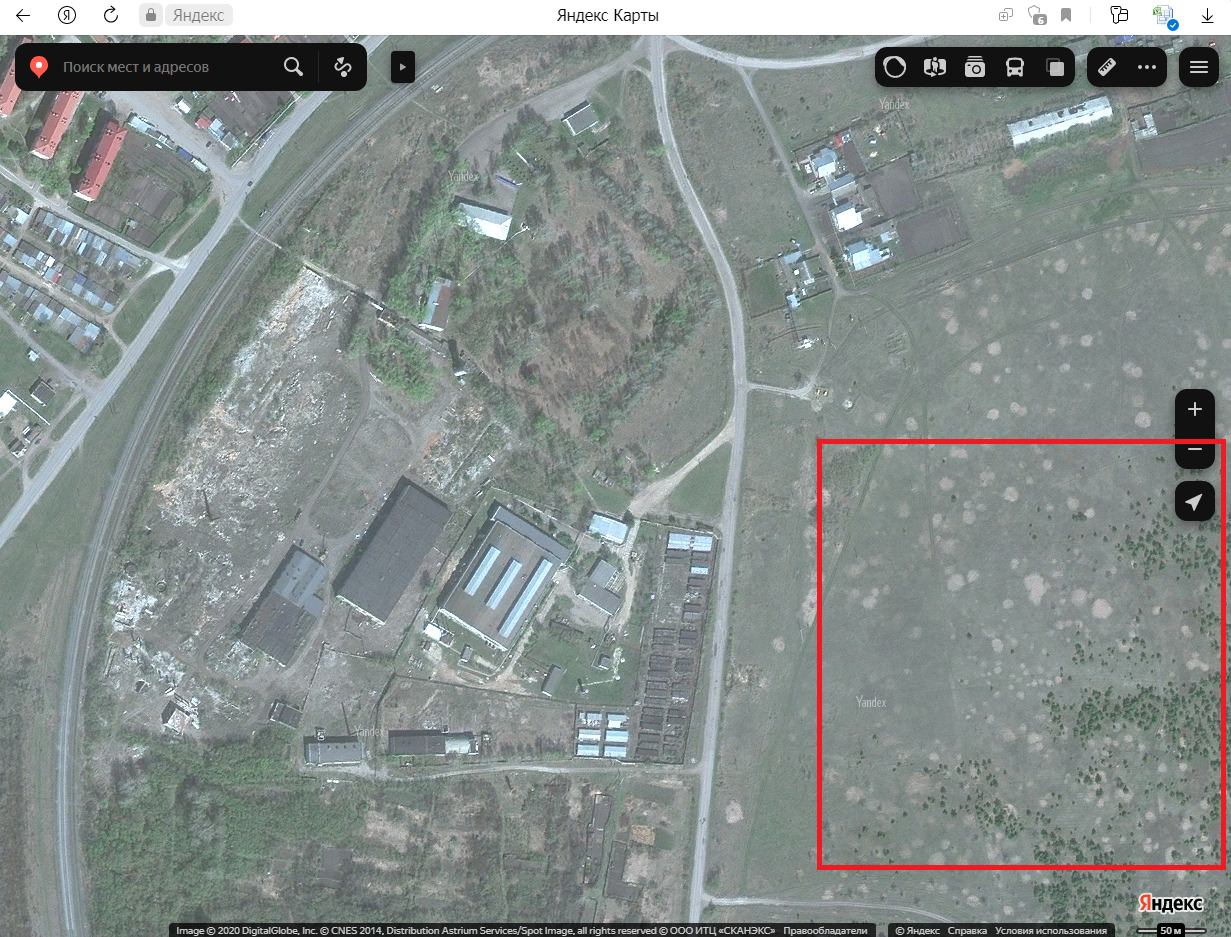 Яндекс
Яндекс Карты
6
Поиск мест и адресов
Yandex
Yandex
Yandex
Yandex
Яндекс
Image © 2020 DigitalGlobe, Inc. © CNES 2014, Distribution Astrium Services/Spot Image, all rights reserved © ООО ИТЦ «СКАНЭКС» Правообладатели
© Яндекс Справка Условия использования
50 м